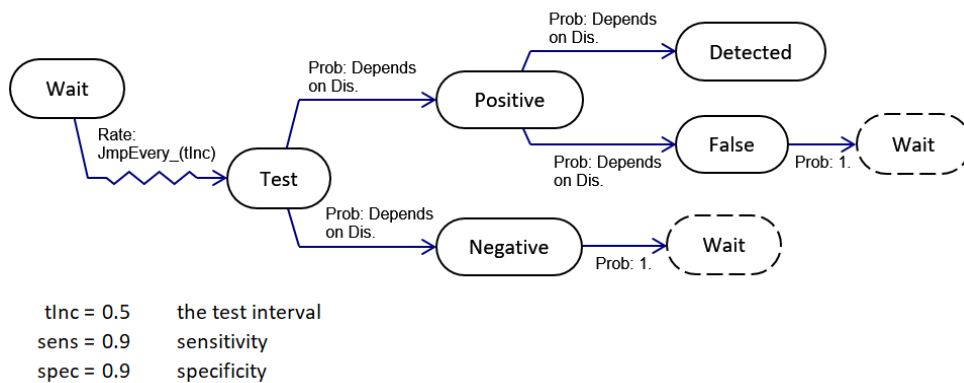 Wait
Rate:
JmpEvery_(tInc)
Test
Prob: Depends
on Dis.
Positive
Prob: Depends
on Dis.
Detected
Prob: Depends
on Dis.
False
Prob: 1.
Wait
Prob: Depends
on Dis.
Negative
Prob: 1.
Wait
tInc = 0.5 the test interval
sens = 0.9 sensitivity
spec = 0.9 specificity